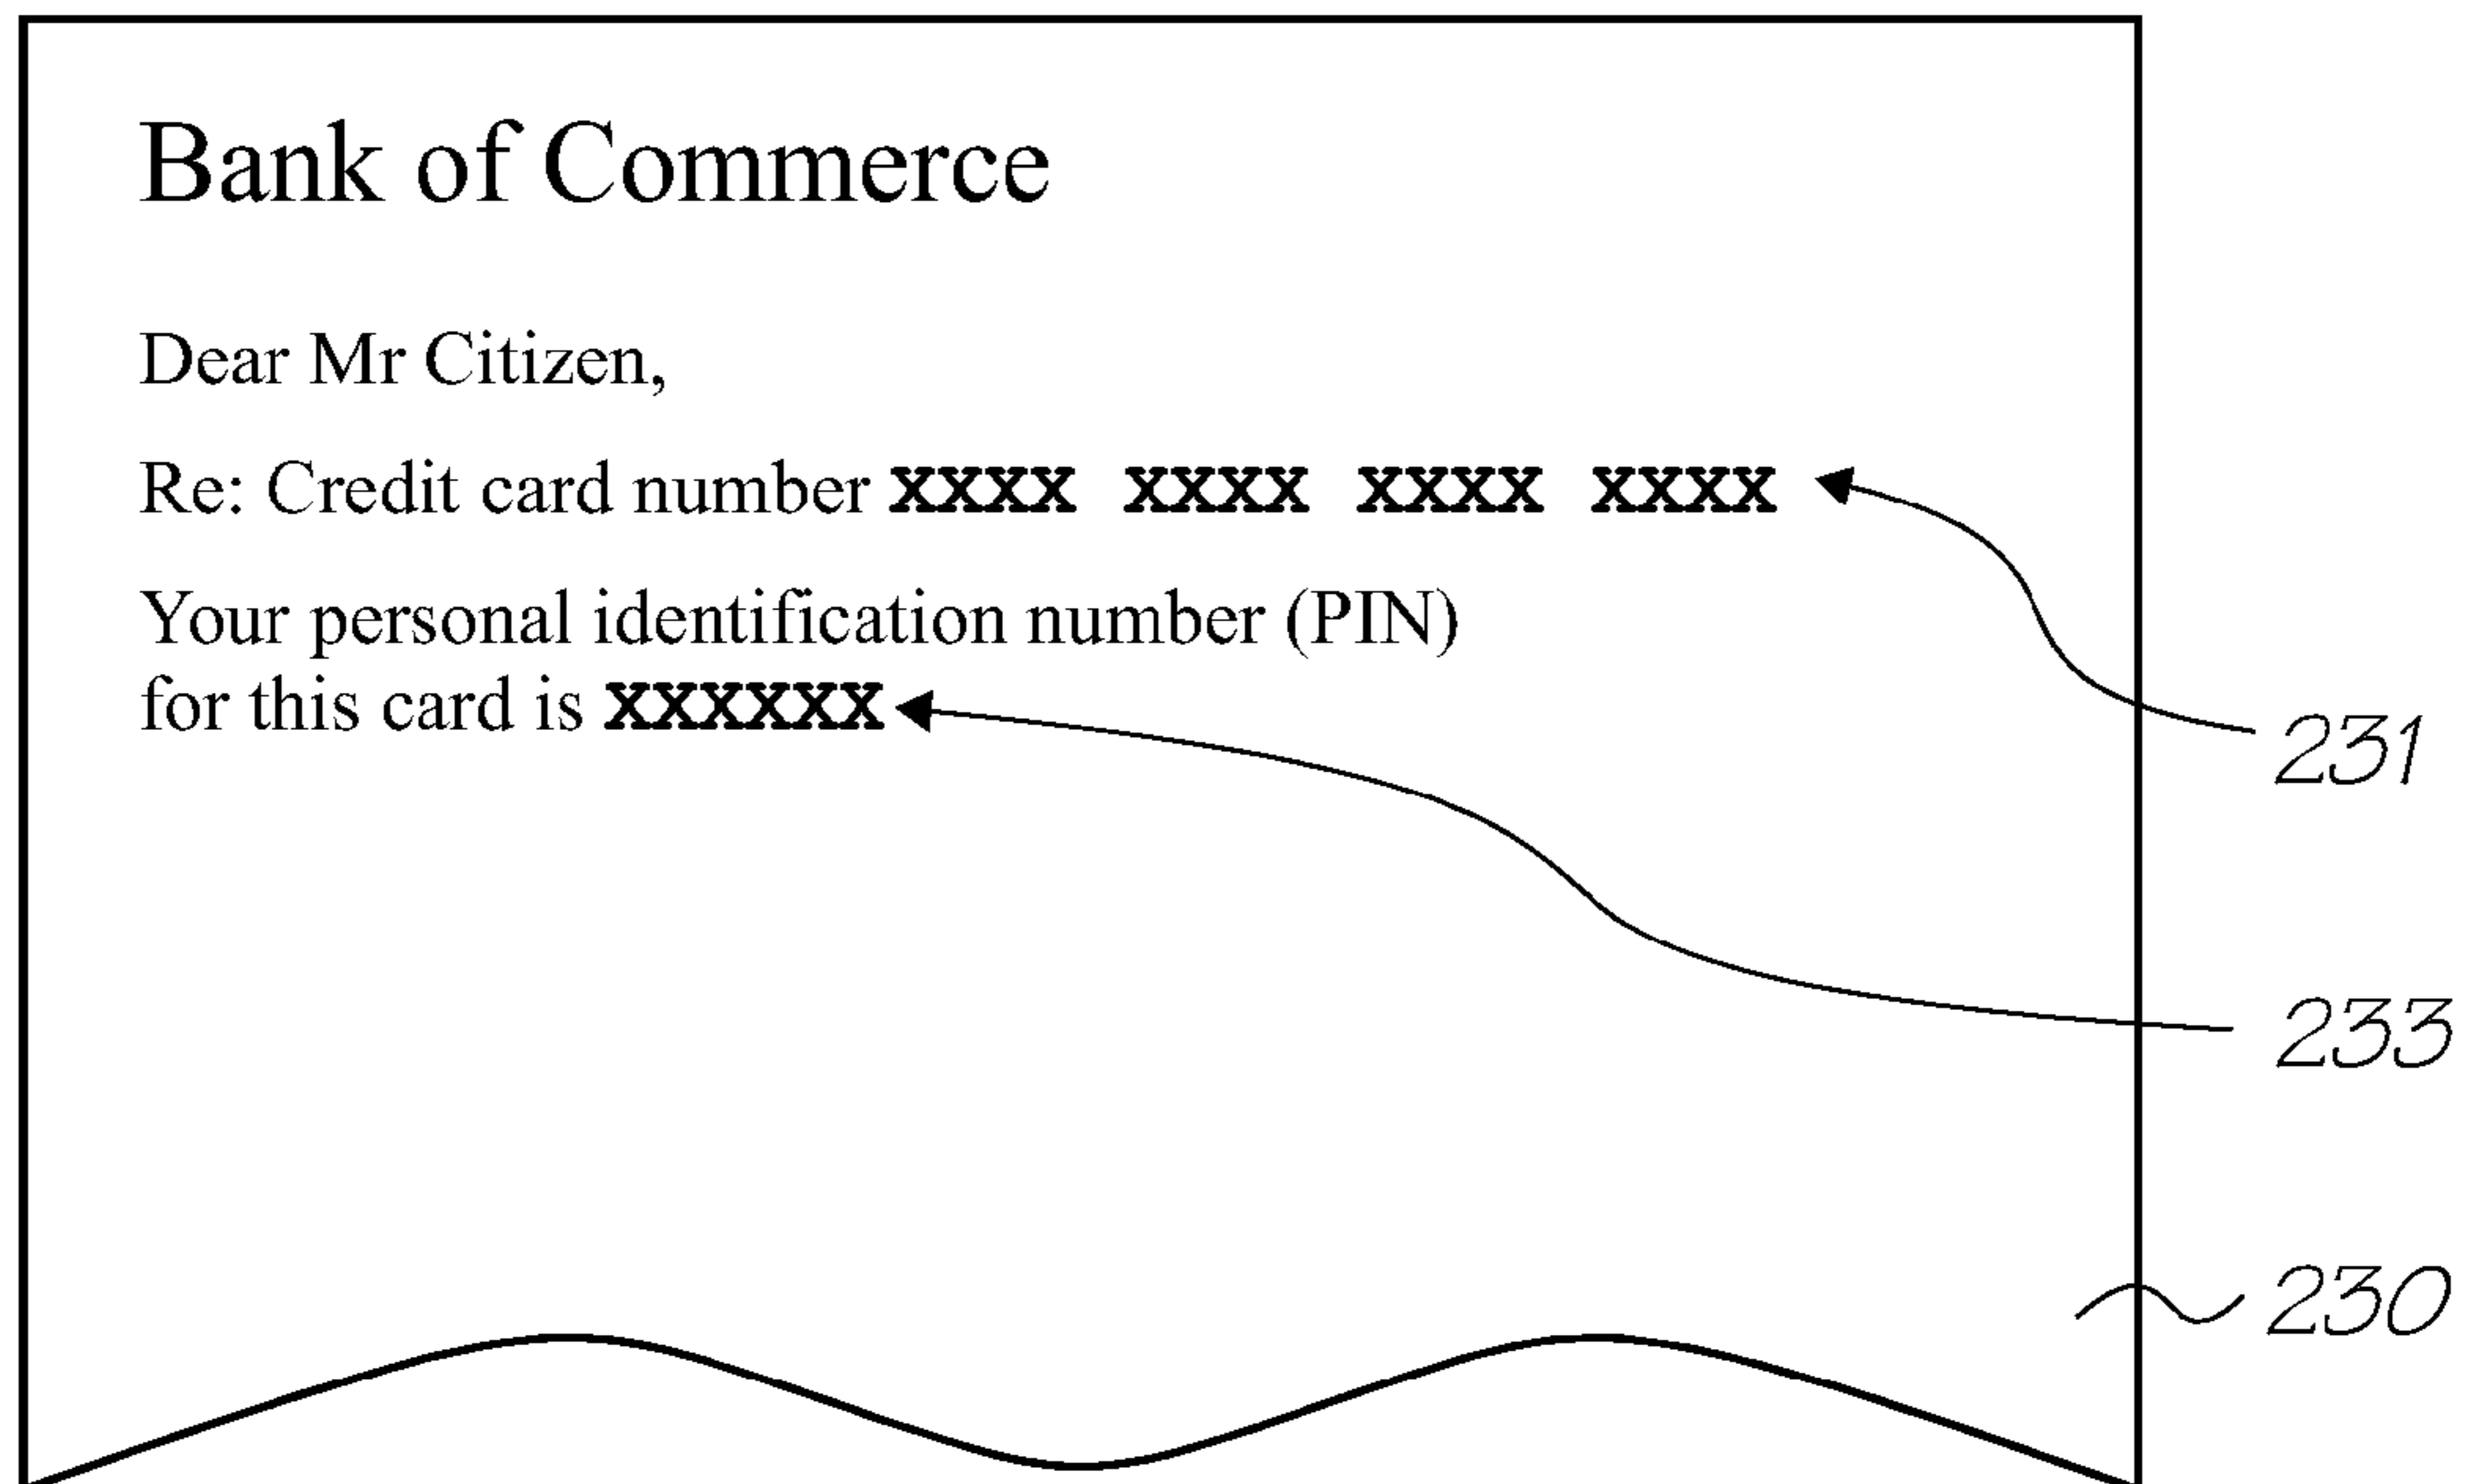 Bank of Commerce
Dear Mr Citizen,
Re: Credit card number xxxx xxxx xxxx xxxx
Your personal identification number (PIN)
for this card is xxxxxx
231
233
230